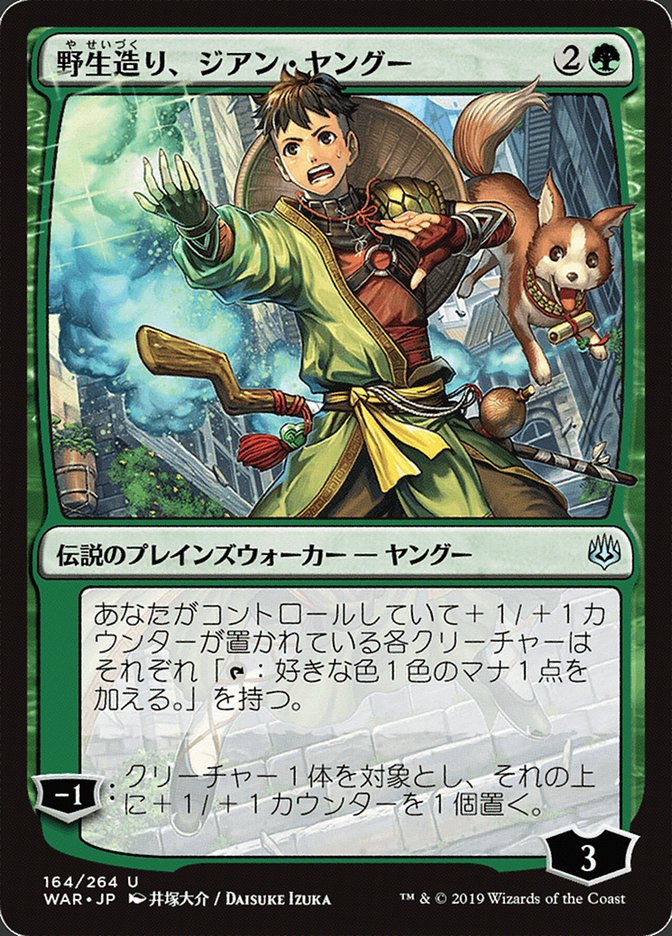 や せいづく
野生造り、ジアン・ヤングー 2
伝説のプレインズウォーカー ― ヤングー
あなたがコントロールしていて+1/+1カ
ウンターが置かれている各クリーチャーは
それぞれ「:好きな色1色のマナ1点を
加える。」を持つ。
-1:クリーチャー1体を対象とし、それの上
に+1/+1カウンターを1個置く。
3
164/264 U
WAR・JP 井塚大介 / DAISUKE IZUKA
™ & © 2019 Wizards of the Coast